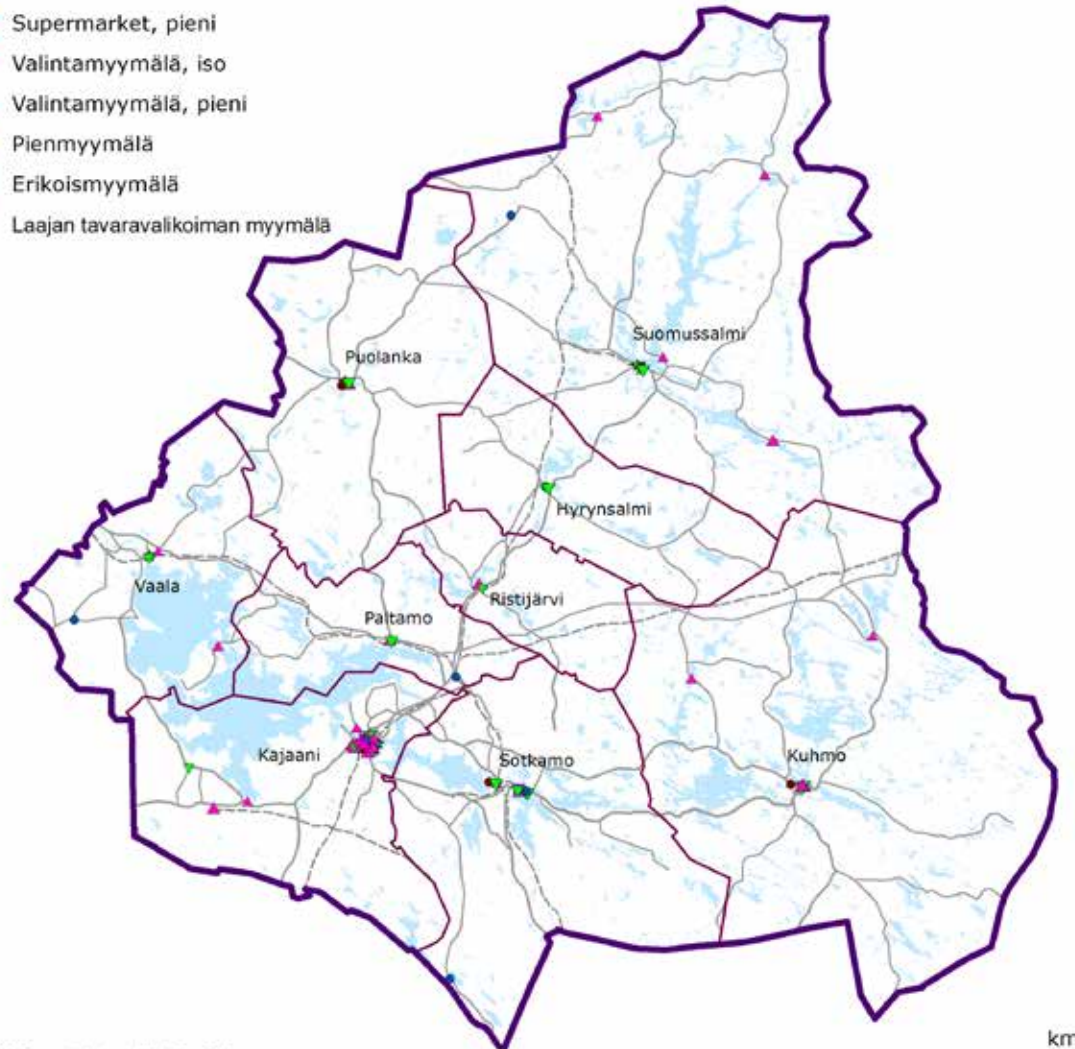 Supermarket, pieni
Valintamyymälä, iso
Valintamyymälä, pieni
Pienmyymälä
Erikoismyymälä
Laajan tavaravalikoiman myymälä
Suomussalmi
Puolanka
Hyrynsalmi
Vaala
Ristijärvi
Paltamo
Kajaani
Sotkamo
Kuhmo
km